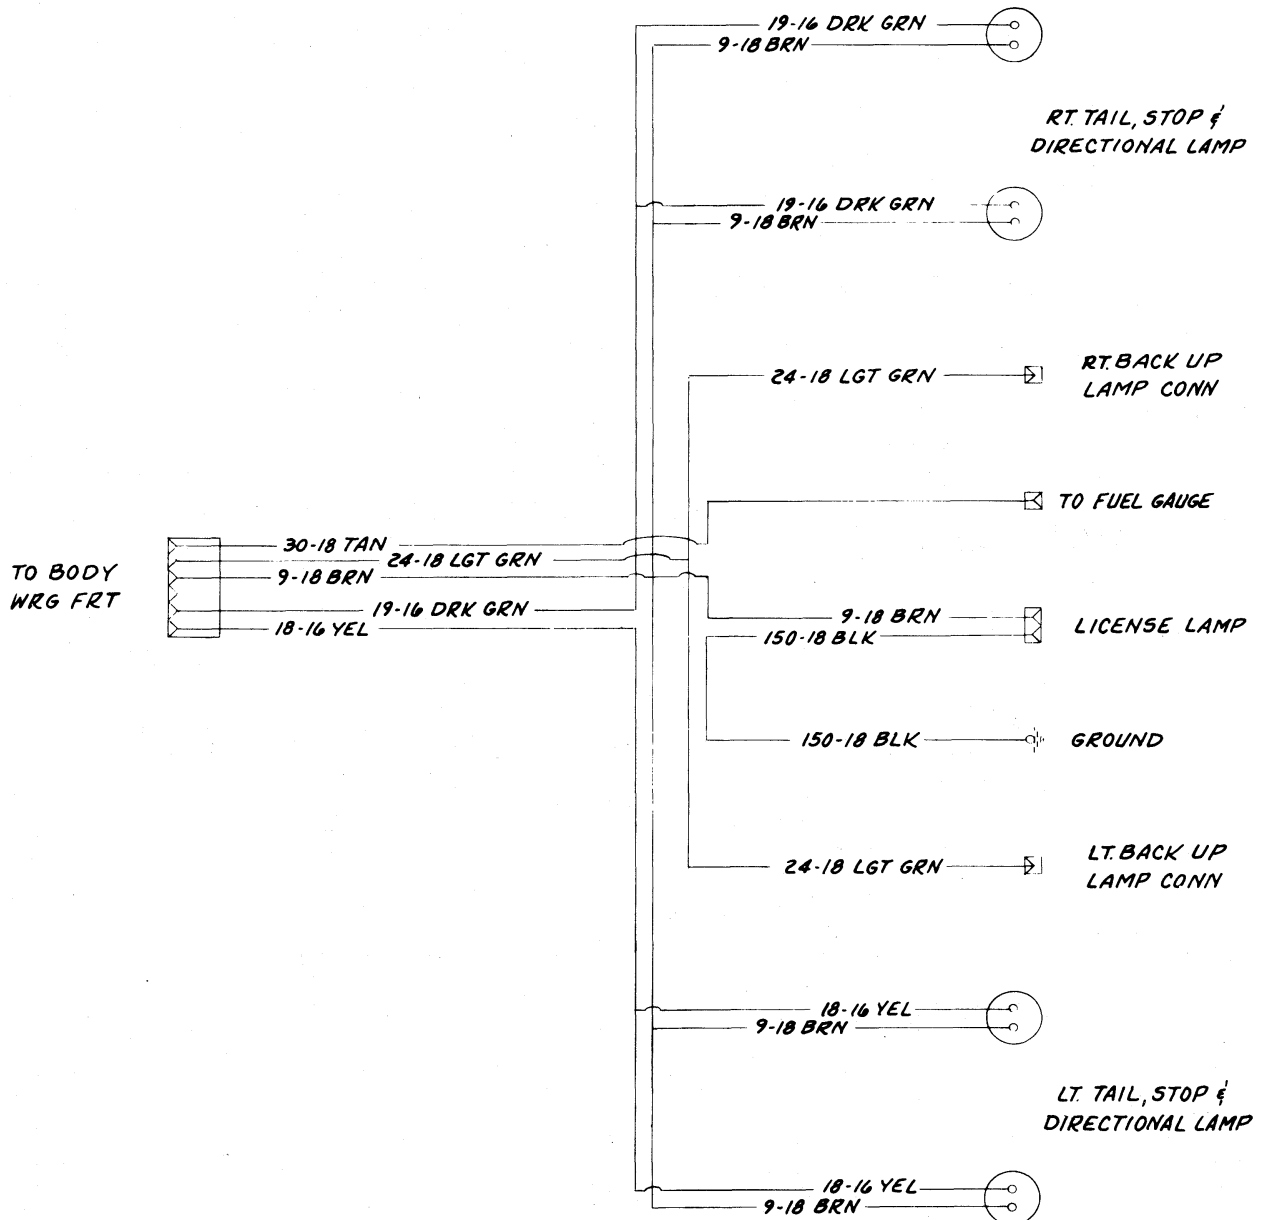 19-16 DRK GRN
9-18 BRN
RT. TAIL, STOP &
DIRECTIONAL LAMP
19-16 DRK GRN
9-18 BRN
24-18 LGT GRN
RT. BACK UP
LAMP CONN
TO FUEL GAUGE
30-18 TAN
24-18 LGT GRN
9-18 BRN
19-16 DRK GRN
18-16 YEL
TO BODY
WRG FRT
9-18 BRN
150-18 BLK
LICENSE LAMP
150-18 BLK
GROUND
24-18 LGT GRN
LT. BACK UP
LAMP CONN
18-16 YEL
9-18 BRN
LT. TAIL, STOP &
DIRECTIONAL LAMP
18-16 YEL
9-18 BRN